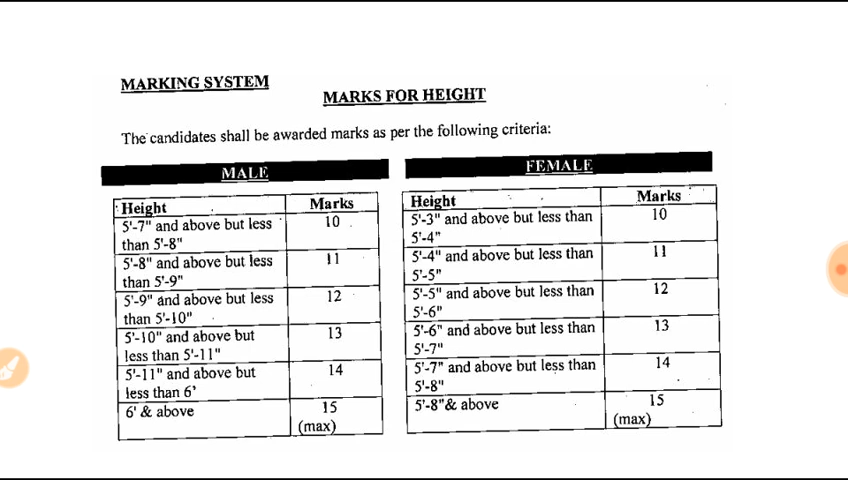 MARKING SYSTEM
MARKS FOR HEIGHT
The candidates shall be awarded marks as per the following criteria:
MALE
Height Marks
5'-7" and above but less 10
than 5'-8"
5'-8" and above but less 11
than 5'-9"
5'-9" and above but less 12
than 5'-10"
5'-10" and above but 13
less than 5'-11"
5'-11" and above but 14
less than 6'
6' & above 15
(max)
FEMALE
Height Marks
5'-3" and above but less than 10
5'-4"
5'-4" and above but less than 11
5'-5"
5'-5" and above but less than 12
5'-6"
5'-6" and above but less than 13
5'-7"
5'-7" and above but less than 14
5'-8"
5'-8"& above 15
(max)